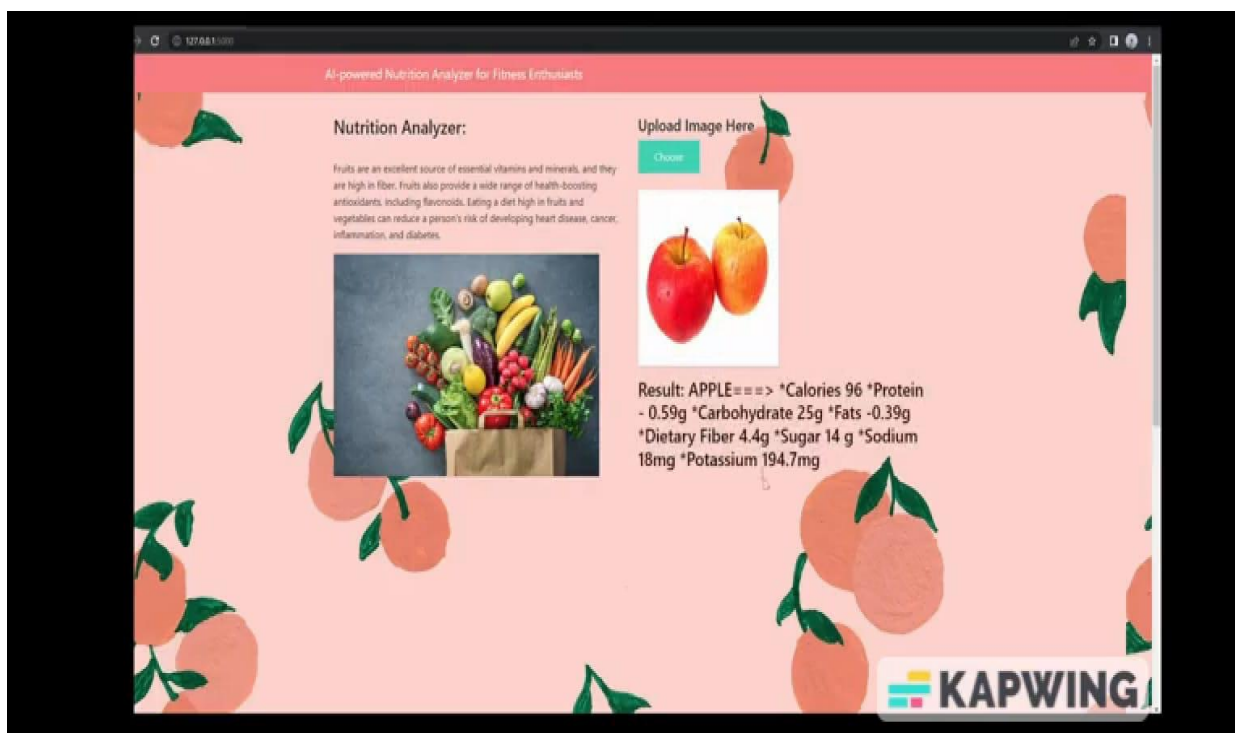 127.0.0.1:5000
AI-powered Nutrition Analyzer for Fitness Enthusiasts
Nutrition Analyzer:
Fruits are an excellent source of essential vitamins and minerals, and they
are high in fiber. Fruits also provide a wide range of health-boosting
antioxidants, including flavonoids. Eating a diet high in fruits and
vegetables can reduce a person's risk of developing heart disease, cancer,
inflammation, and diabetes.
Upload Image Here
Choose
Result: APPLE===> *Calories 96 *Protein
- 0.59g *Carbohydrate 25g *Fats -0.39g
*Dietary Fiber 4.4g *Sugar 14 g *Sodium
18mg *Potassium 194.7mg
KAPWING